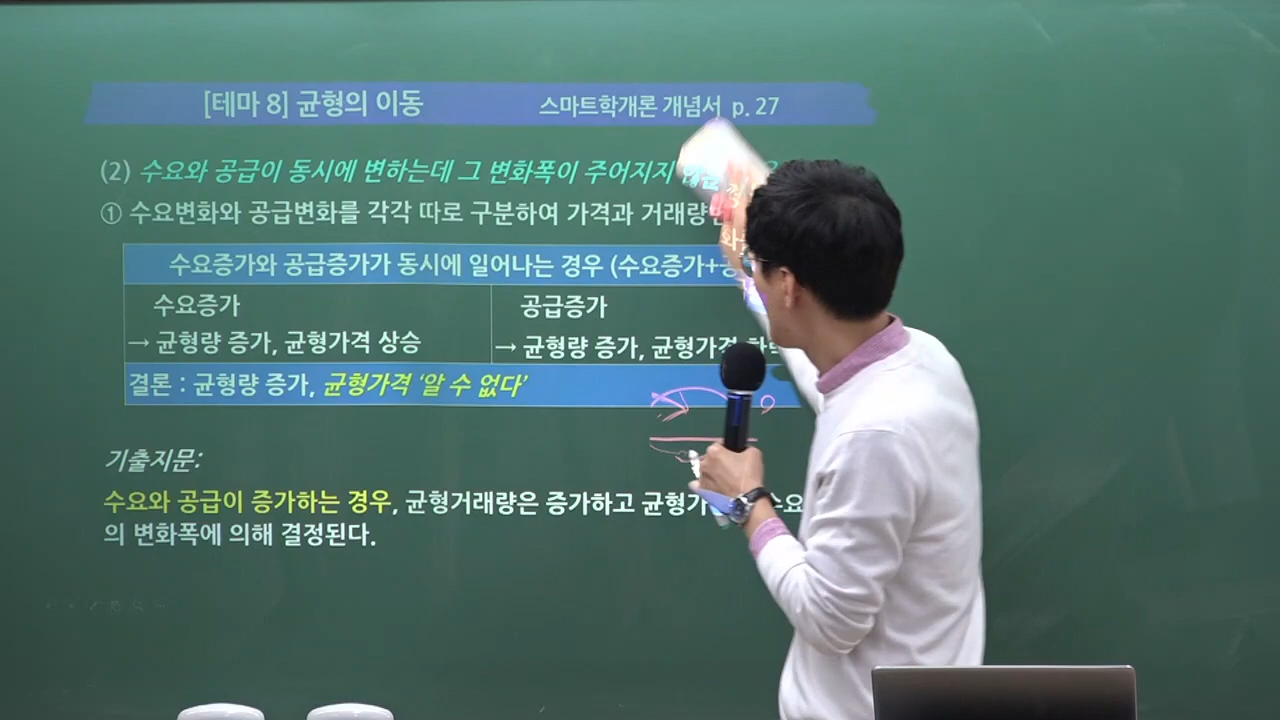 [테마 8] 균형의 이동 스마트학개론 개념서 p. 27
(2) 수요와 공급이 동시에 변하는데 그 변화폭이 주어지지 않은
① 수요변화와 공급변화를 각각 따로 구분하여 가격과 거래량
수요증가와 공급증가가 동시에 일어나는 경우 (수요증가+
수요증가 공급증가
→ 균형량 증가, 균형가격 상승 → 균형량 증가, 균형가격
결론 : 균형량 증가, 균형가격 ‘알 수 없다’
기출지문:
수요와 공급이 증가하는 경우, 균형거래량은 증가하고 수요
의 변화폭에 의해 결정된다.